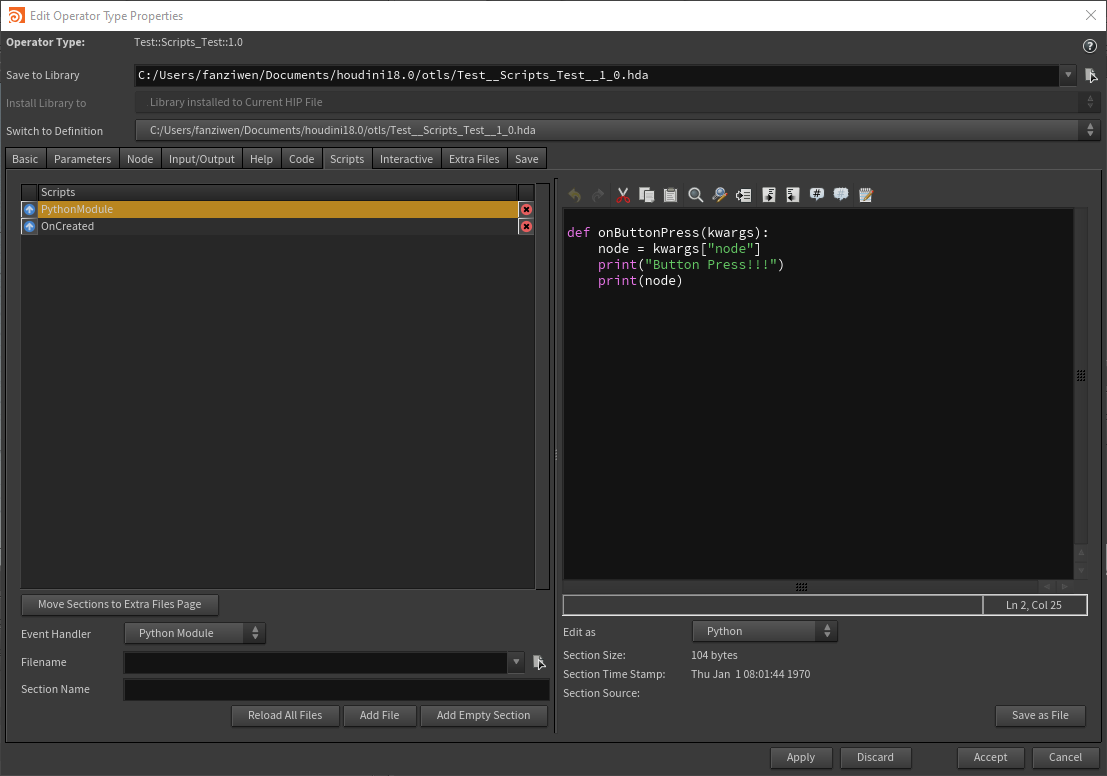 Edit Operator Type Properties
Operator Type: Test::Scripts_Test::1.0
Save to Library C:/Users/fanziwen/Documents/houdini18.0/otls/Test__Scripts_Test__1_0.hda
Install Library to Library installed to Current HIP File
Switch to Definition C:/Users/fanziwen/Documents/houdini18.0/otls/Test__Scripts_Test__1_0.hda
Basic Parameters Node Input/Output Help Code Scripts Interactive Extra Files Save
Scripts
PythonModule
OnCreated
Move Sections to Extra Files Page
Event Handler Python Module
Filename
Section Name
Reload All Files Add File Add Empty Section
def onButtonPress(kwargs):
    node = kwargs["node"]
    print("Button Press!!!")
    print(node)
Ln 2, Col 25
Edit as Python
Section Size: 104 bytes
Section Time Stamp: Thu Jan 1 08:01:44 1970
Section Source:
Save as File
Apply Discard Accept Cancel